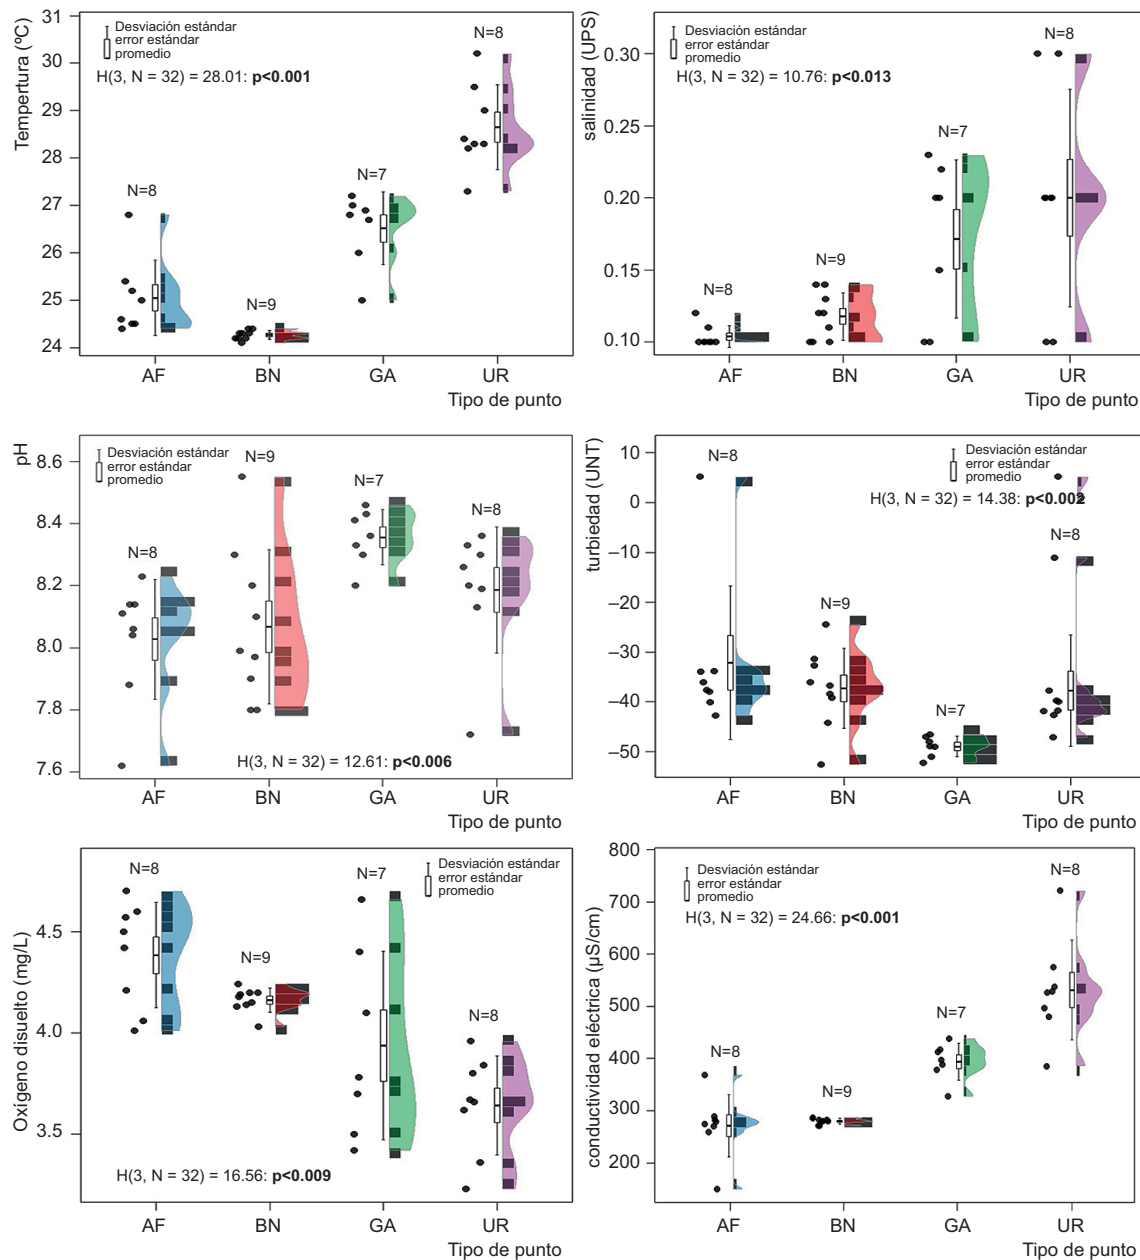 Tempertura (ºC)
31
30
29
28
27
26
25
24
Desviación estándar
error estándar
promedio
H(3, N = 32) = 28.01: p<0.001
N=8
N=9
N=7
N=8
AF
BN
GA
UR
Tipo de punto
salinidad (UPS)
0.30
0.25
0.20
0.15
0.10
Desviación estándar
error estándar
promedio
H(3, N = 32) = 10.76: p<0.013
N=8
N=9
N=7
N=8
AF
BN
GA
UR
Tipo de punto
pH
8.6
8.4
8.2
8.0
7.8
7.6
Desviación estándar
error estándar
promedio
N=8
N=9
N=7
N=8
H(3, N = 32) = 12.61: p<0.006
AF
BN
GA
UR
Tipo de punto
turbiedad (UNT)
10
0
−10
−20
−30
−40
−50
Desviación estándar
error estándar
promedio
H(3, N = 32) = 14.38: p<0.002
N=8
N=9
N=7
N=8
AF
BN
GA
UR
Tipo de punto
Oxígeno disuelto (mg/L)
4.5
4.0
3.5
Desviación estándar
error estándar
promedio
N=8
N=9
N=7
N=8
H(3, N = 32) = 16.56: p<0.009
AF
BN
GA
UR
Tipo de punto
conductividad eléctrica (µS/cm)
800
700
600
500
400
300
200
Desviación estándar
error estándar
promedio
H(3, N = 32) = 24.66: p<0.001
N=8
N=9
N=7
N=8
AF
BN
GA
UR
Tipo de punto